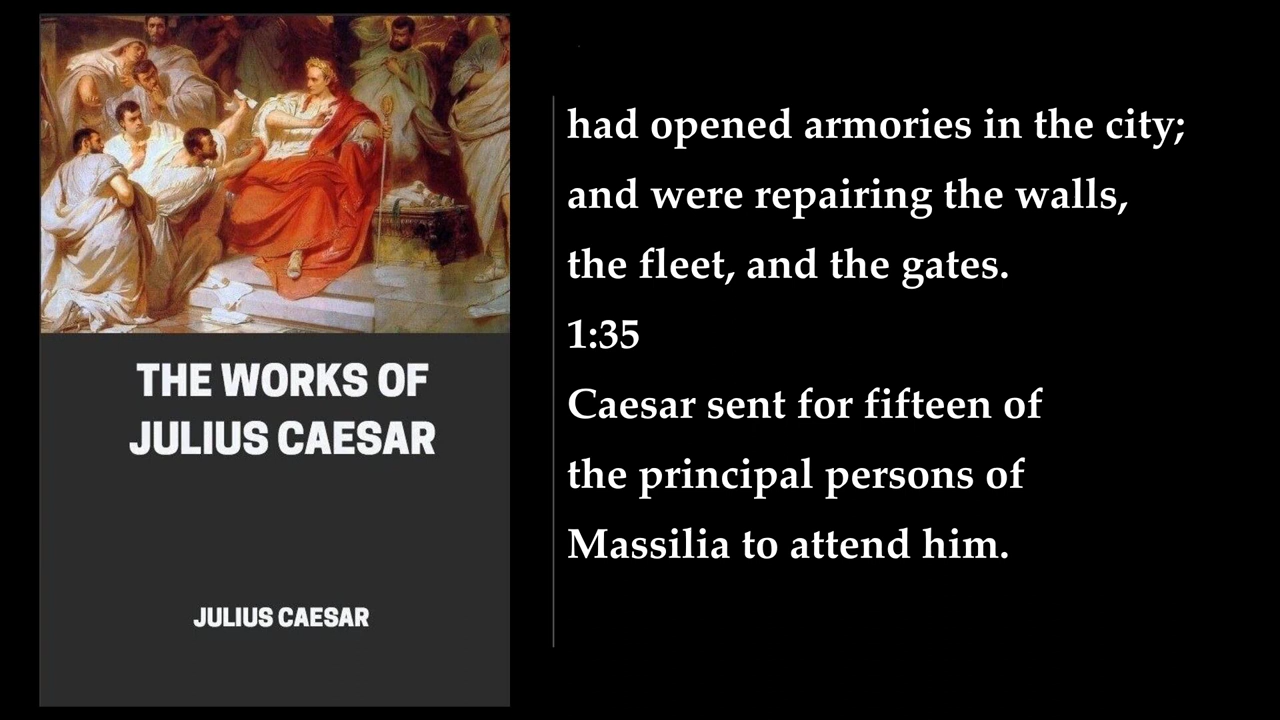 THE WORKS OF
JULIUS CAESAR
JULIUS CAESAR
had opened armories in the city;
and were repairing the walls,
the fleet, and the gates.
1:35
Caesar sent for fifteen of
the principal persons of
Massilia to attend him.